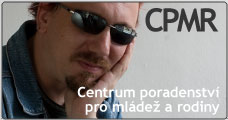 CPMR
Centrum poradenství
pro mládež a rodiny